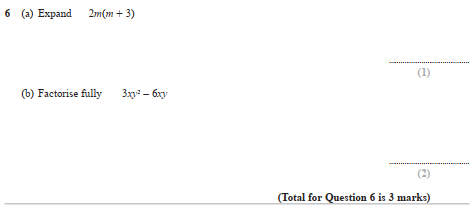 6 (a) Expand 2m(m + 3)
(1)
(b) Factorise fully 3xy² – 6xy
(2)
(Total for Question 6 is 3 marks)